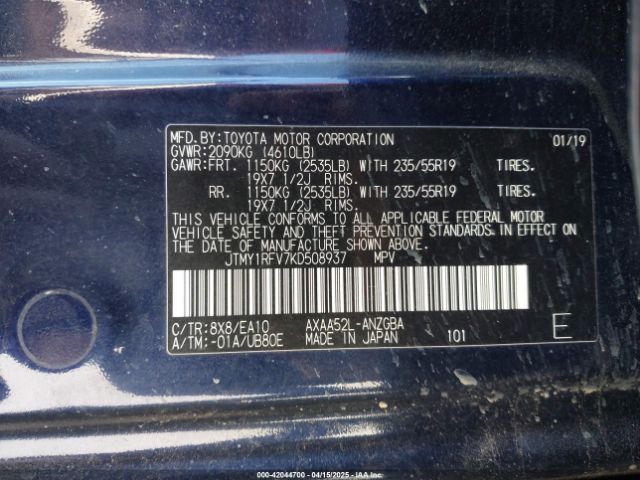 MFD.BY:TOYOTA MOTOR CORPORATION 01/19
GVWR:2090KG (4610LB)
GAWR:FRT. 1150KG (2535LB) WITH 235/55R19 TIRES.
19X7 1/2J RIMS.
RR. 1150KG (2535LB) WITH 235/55R19 TIRES.
19X7 1/2J RIMS.
THIS VEHICLE CONFORMS TO ALL APPLICABLE FEDERAL MOTOR
VEHICLE SAFETY AND THEFT PREVENTION STANDARDS IN EFFECT ON
THE DATE OF MANUFACTURE SHOWN ABOVE.
JTMY1RFV7KD508937 MPV
C/TR:8X8/EA10 AXAA52L-ANZGBA
A/TM:-01A/UB80E MADE IN JAPAN 101 E
000-42044700 - 04/15/2025 - IAAI.COM